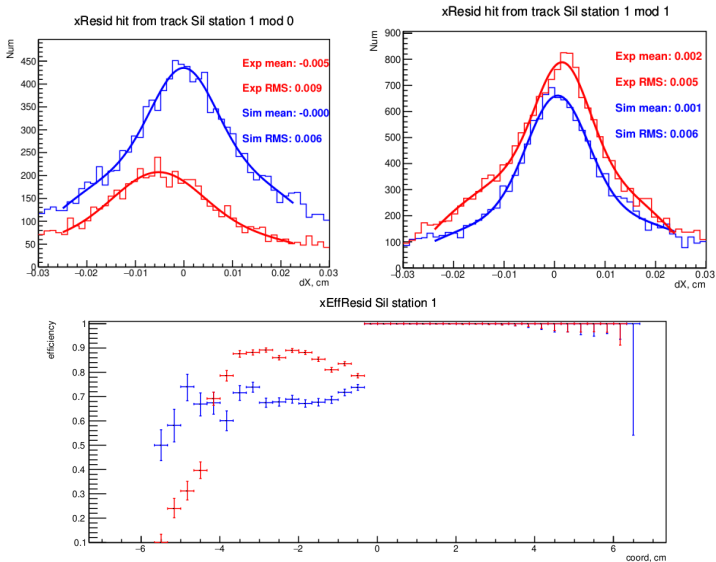 xResid hit from track Sil station 1 mod 0
Num
450
400
350
300
250
200
150
100
50
0
Exp mean: -0.005
Exp RMS: 0.009
Sim mean: -0.000
Sim RMS: 0.006
−0.03 −0.02 −0.01 0 0.01 0.02 0.03
dX, cm
xResid hit from track Sil station 1 mod 1
Num
900
800
700
600
500
400
300
200
100
0
Exp mean: 0.002
Exp RMS: 0.005
Sim mean: 0.001
Sim RMS: 0.006
−0.03 −0.02 −0.01 0 0.01 0.02 0.03
dX, cm
xEffResid Sil station 1
efficiency
1
0.9
0.8
0.7
0.6
0.5
0.4
0.3
0.2
0.1
−6 −4 −2 0 2 4 6
coord, cm